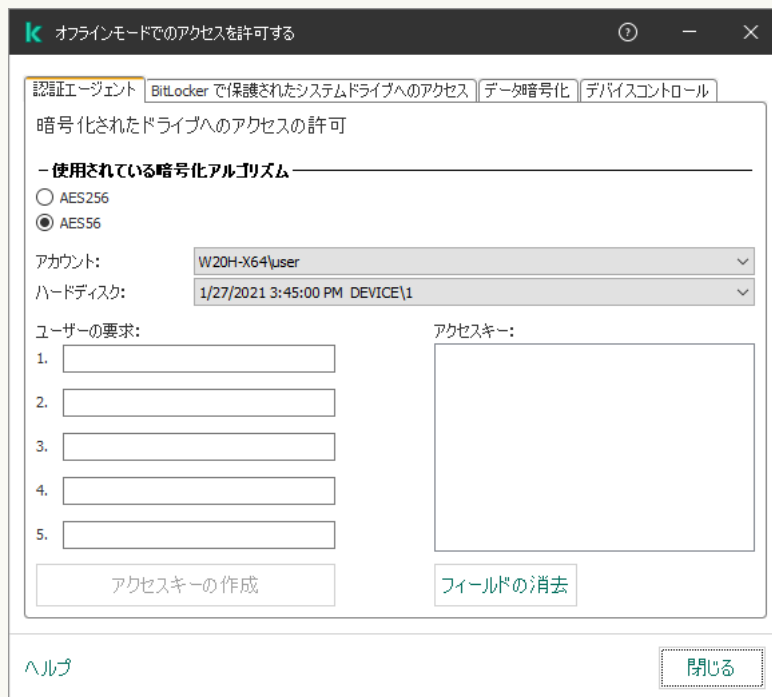 オフラインモードでのアクセスを許可する
認証エージェント BitLocker で保護されたシステムドライブへのアクセス データ暗号化 デバイスコントロール
暗号化されたドライブへのアクセスの許可
使用されている暗号化アルゴリズム
AES256
AES56
アカウント: W20H-X64\user
ハードディスク: 1/27/2021 3:45:00 PM DEVICE\1
ユーザーの要求: アクセスキー:
1.
2.
3.
4.
5.
アクセスキーの作成 フィールドの消去
ヘルプ 閉じる